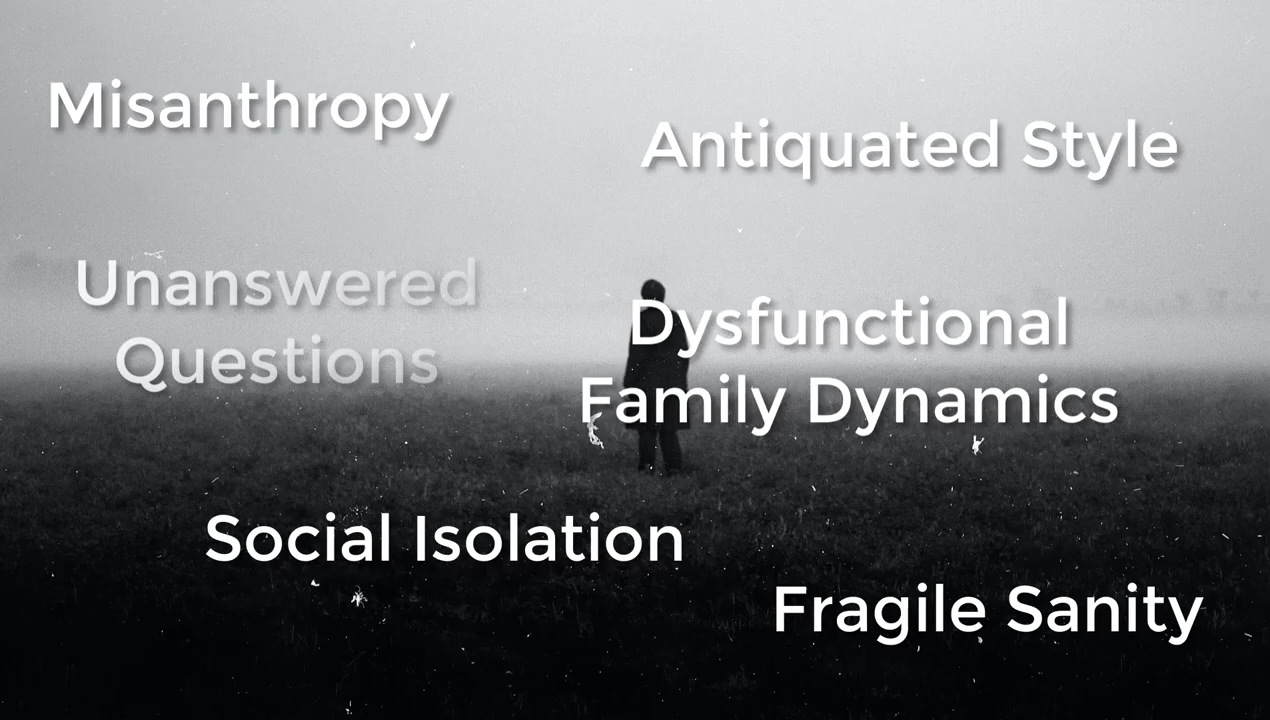 Misanthropy
Antiquated Style
Unanswered
Questions
Dysfunctional
Family Dynamics
Social Isolation
Fragile Sanity